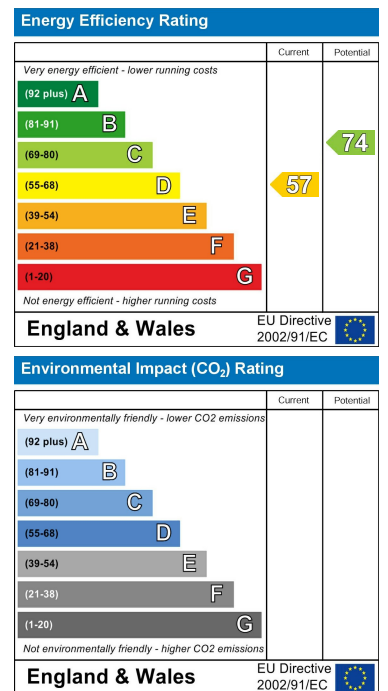 Energy Efficiency Rating
Current Potential
Very energy efficient - lower running costs
(92 plus) A
(81-91) B
(69-80) C
74
(55-68) D
57
(39-54) E
(21-38) F
(1-20) G
Not energy efficient - higher running costs
England & Wales
EU Directive
2002/91/EC
Environmental Impact (CO₂) Rating
Current Potential
Very environmentally friendly - lower CO2 emissions
(92 plus) A
(81-91) B
(69-80) C
(55-68) D
(39-54) E
(21-38) F
(1-20) G
Not environmentally friendly - higher CO2 emissions
England & Wales
EU Directive
2002/91/EC